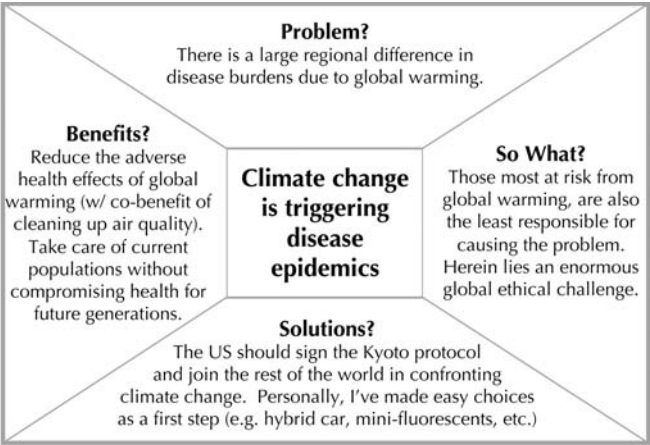 Problem?
There is a large regional difference in
disease burdens due to global warming.
Benefits?
Reduce the adverse
health effects of global
warming (w/ co-benefit of
cleaning up air quality).
Take care of current
populations without
compromising health for
future generations.
Climate change
is triggering
disease
epidemics
So What?
Those most at risk from
global warming, are also
the least responsible for
causing the problem.
Herein lies an enormous
global ethical challenge.
Solutions?
The US should sign the Kyoto protocol
and join the rest of the world in confronting
climate change.  Personally, I've made easy choices
as a first step (e.g. hybrid car, mini-fluorescents, etc.)